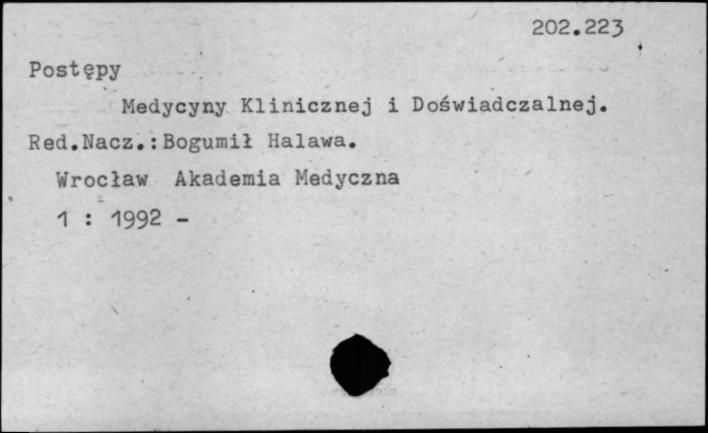 202.223
Postępy
Medycyny Klinicznej i Doświadczalnej.
Red.Nacz.:Bogumił Halawa.
Wrocław Akademia Medyczna
1 : 1992 -